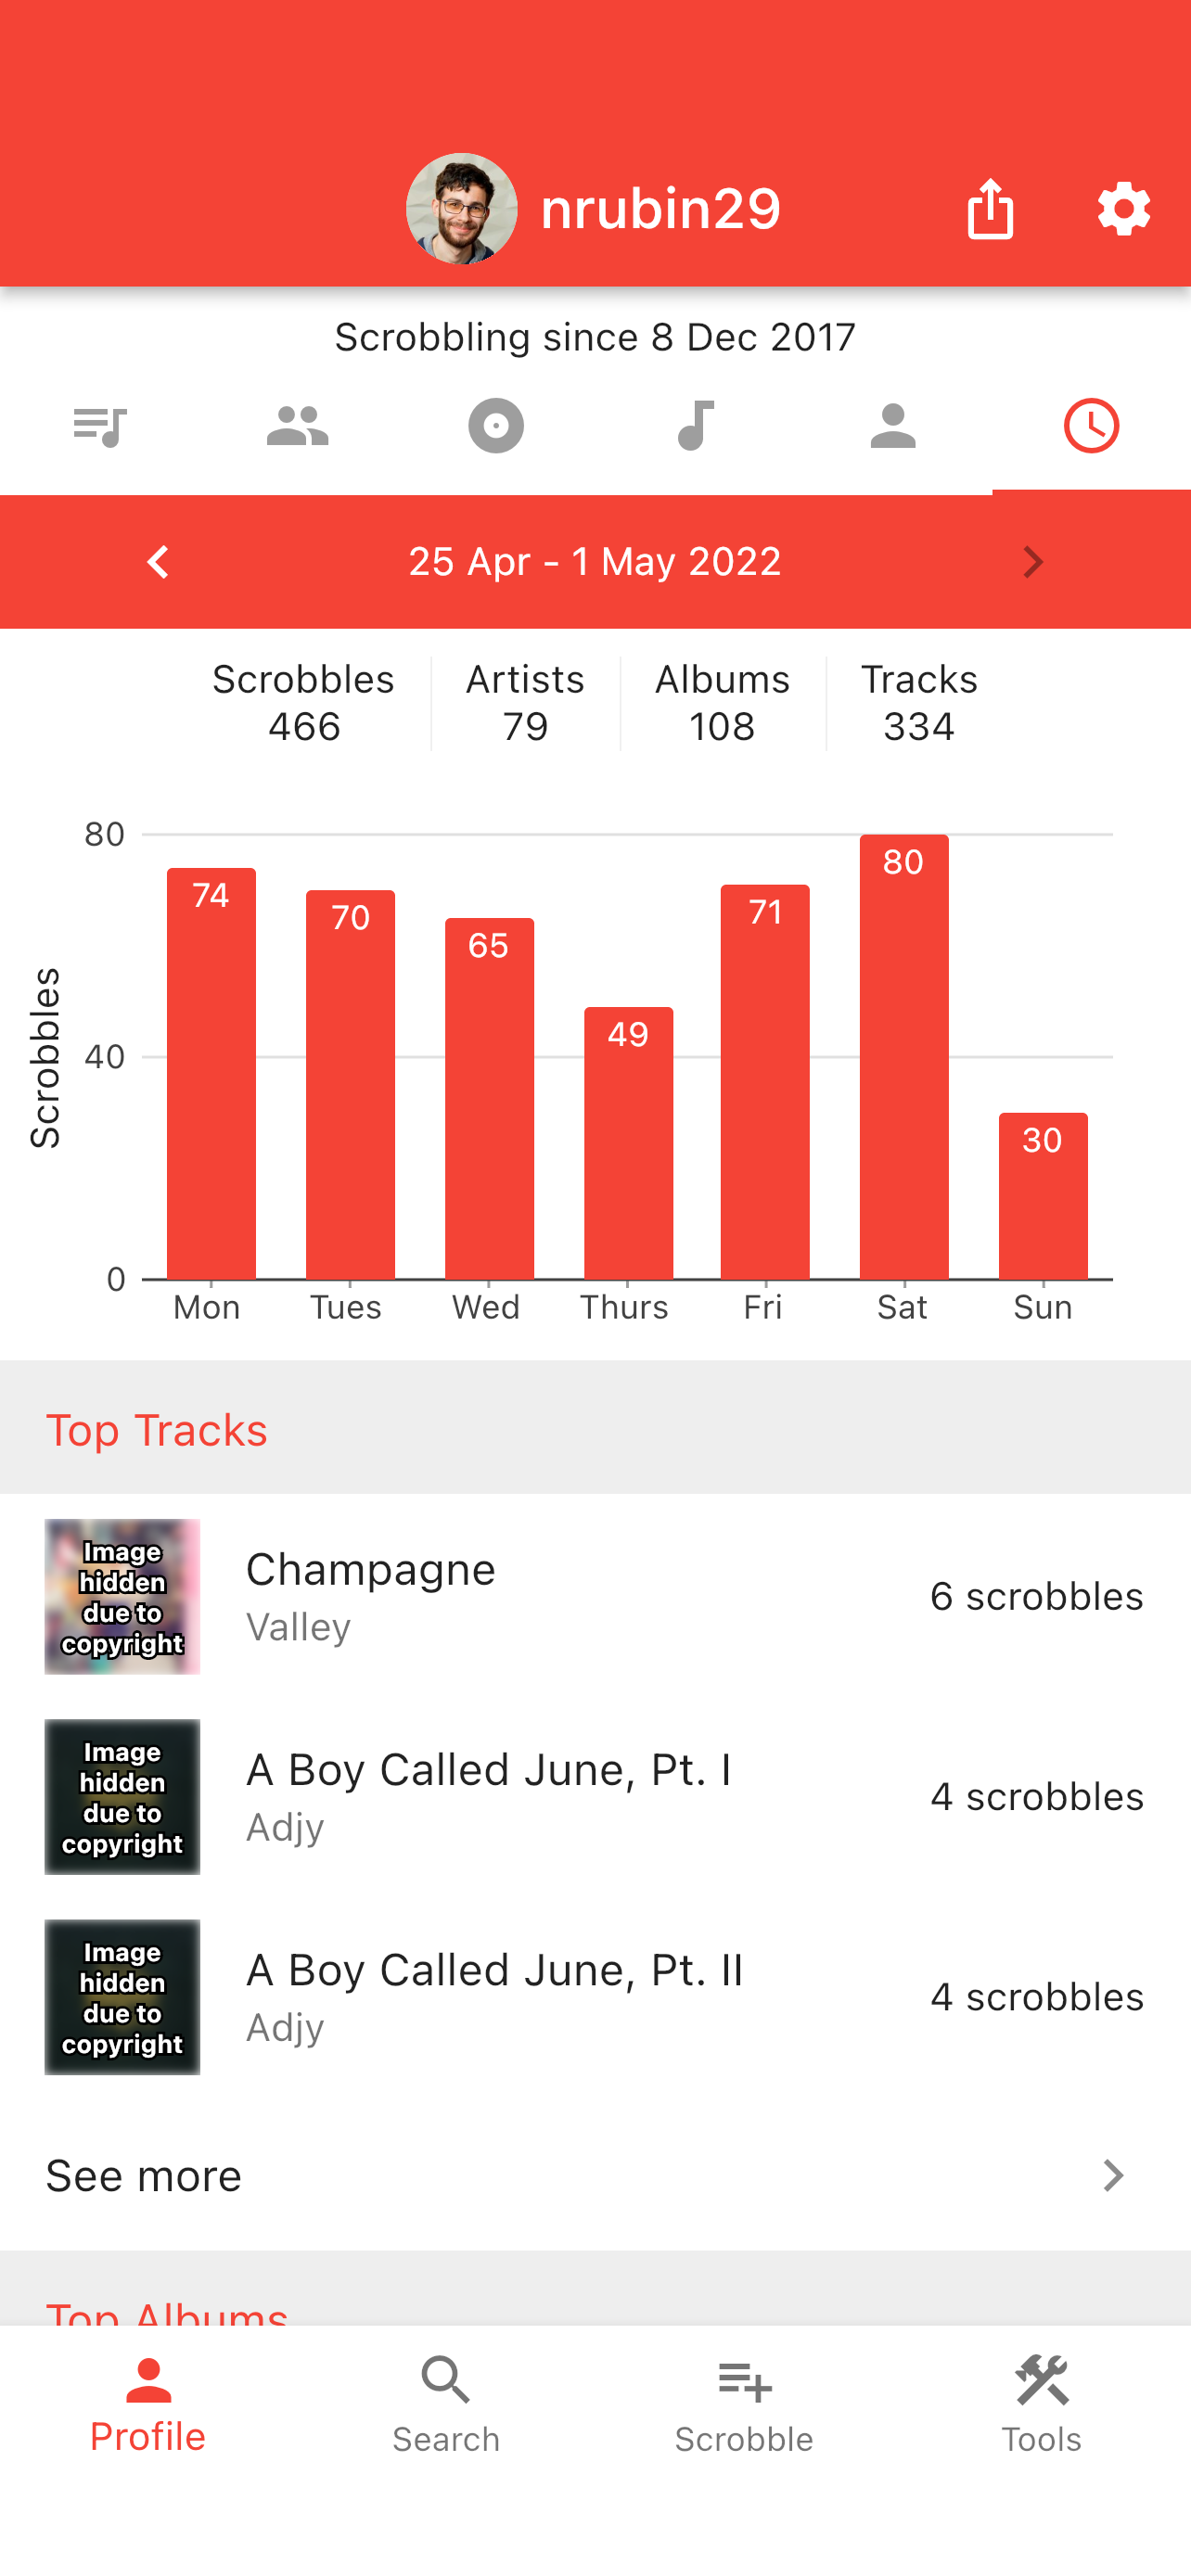 nrubin29
Scrobbling since 8 Dec 2017
25 Apr - 1 May 2022
Scrobbles Artists Albums Tracks
466 79 108 334
80
40
0
Scrobbles
74 70 65 49 71 80 30
Mon Tues Wed Thurs Fri Sat Sun
Top Tracks
Image
hidden
due to
copyright
Champagne
Valley
6 scrobbles
Image
hidden
due to
copyright
A Boy Called June, Pt. I
Adjy
4 scrobbles
Image
hidden
due to
copyright
A Boy Called June, Pt. II
Adjy
4 scrobbles
See more
Top Albums
Profile Search Scrobble Tools